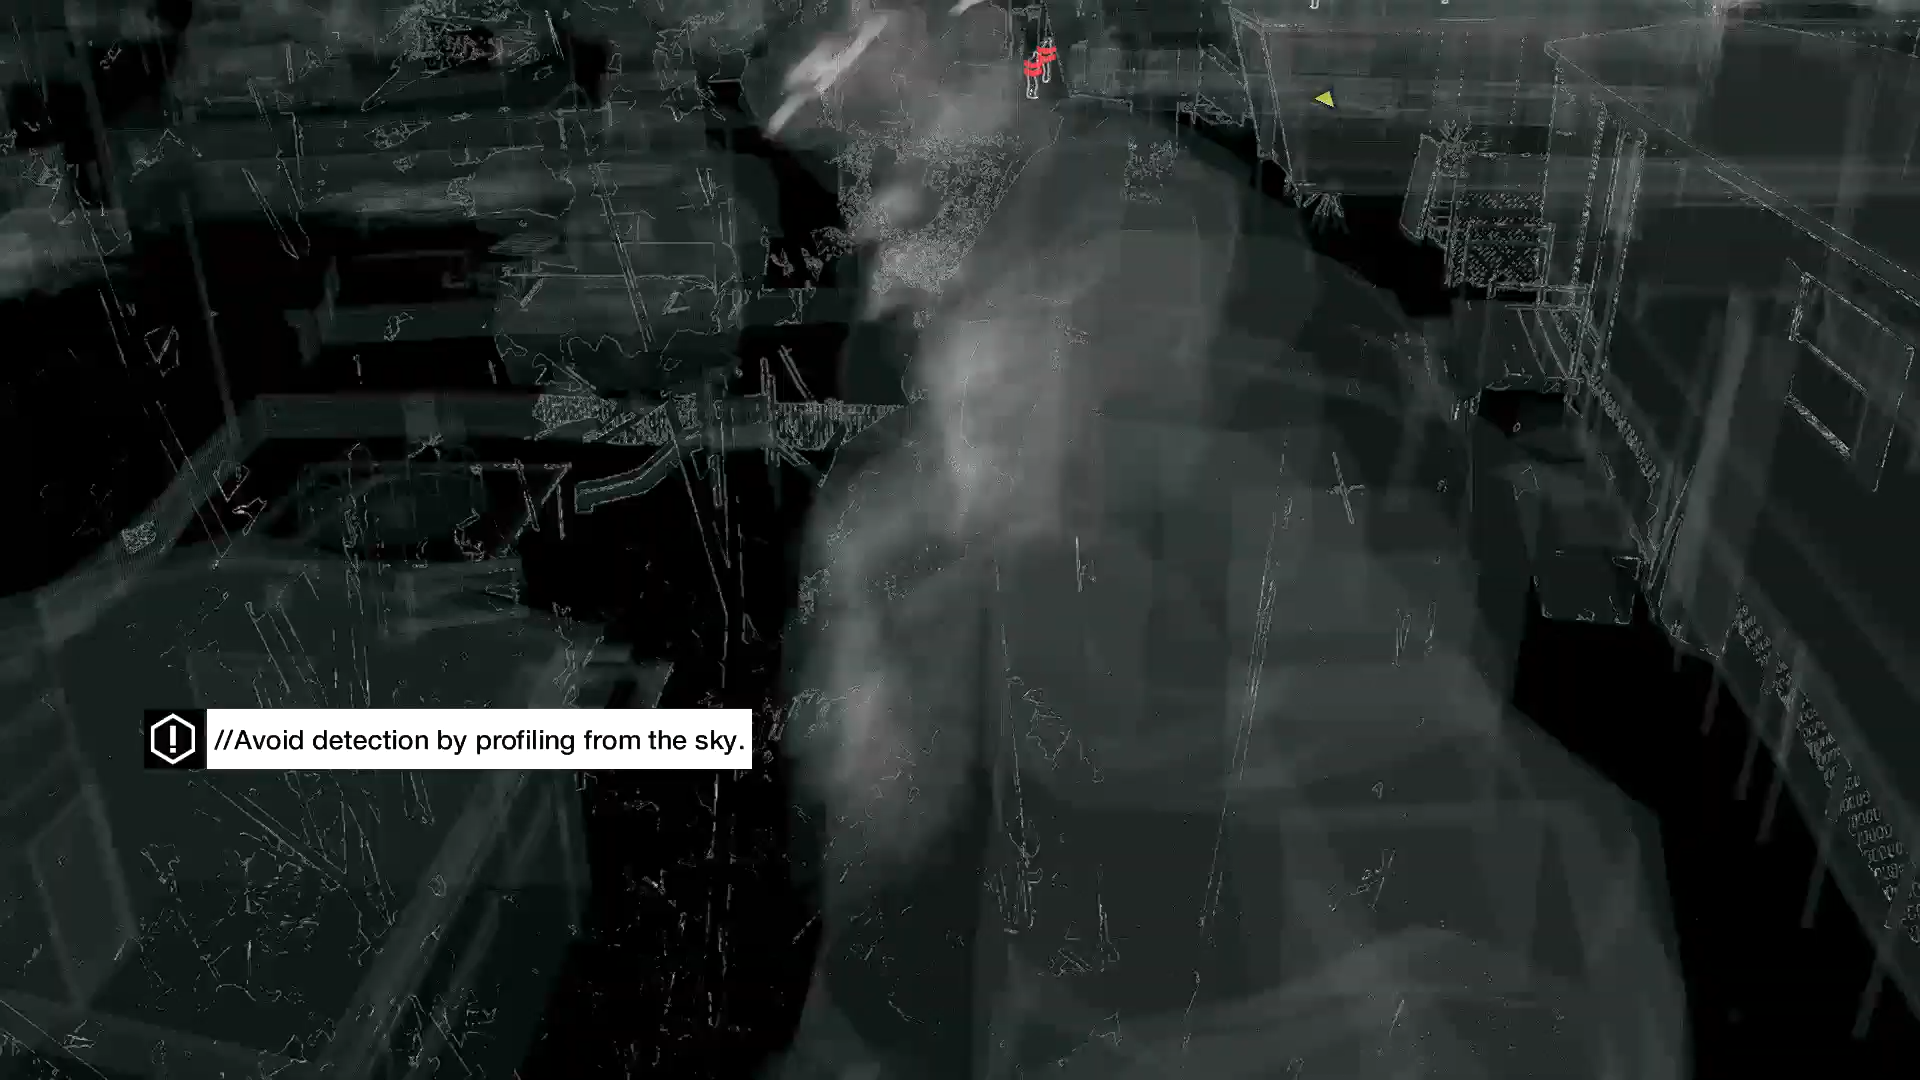 //Avoid detection by profiling from the sky.